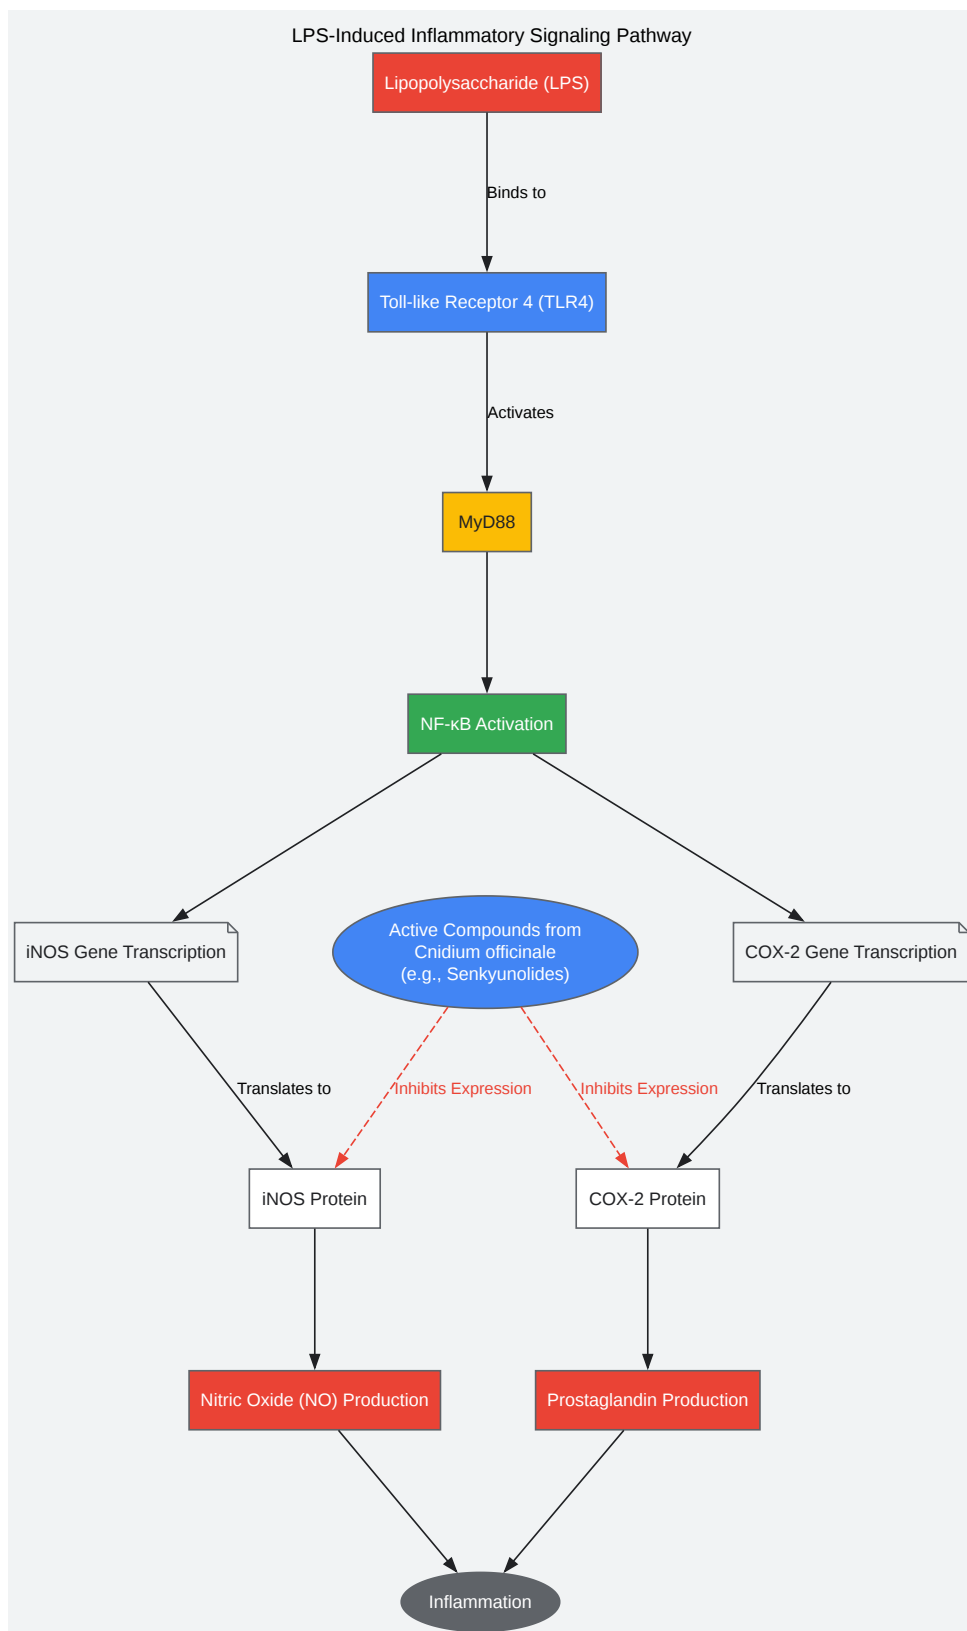 LPS-Induced Inflammatory Signaling Pathway
Lipopolysaccharide (LPS)
Binds to
Toll-like Receptor 4 (TLR4)
Activates
MyD88
NF-κB Activation
iNOS Gene Transcription
Active Compounds from
Cnidium officinale
(e.g., Senkyunolides)
COX-2 Gene Transcription
Translates to
Inhibits Expression
Inhibits Expression
Translates to
iNOS Protein
COX-2 Protein
Nitric Oxide (NO) Production
Prostaglandin Production
Inflammation